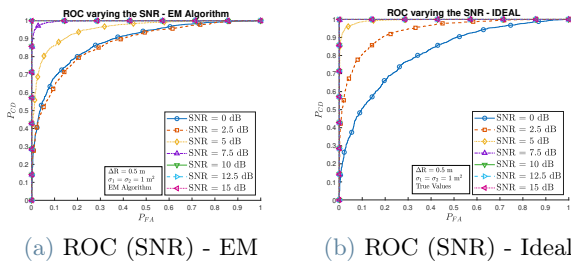 ROC varying the SNR - EM Algorithm
1
0.9
0.8
0.7
0.6
0.5
0.4
0.3
0.2
0.1
0
P_CD
0 0.1 0.2 0.3 0.4 0.5 0.6 0.7 0.8 0.9 1
P_FA
ΔR = 0.5 m
σ₁ = σ₂ = 1 m²
EM Algorithm
SNR = 0 dB
SNR = 2.5 dB
SNR = 5 dB
SNR = 7.5 dB
SNR = 10 dB
SNR = 12.5 dB
SNR = 15 dB
(a) ROC (SNR) - EM
ROC varying the SNR - IDEAL
1
0.9
0.8
0.7
0.6
0.5
0.4
0.3
0.2
0.1
0
P_CD
0 0.1 0.2 0.3 0.4 0.5 0.6 0.7 0.8 0.9 1
P_FA
ΔR = 0.5 m
σ₁ = σ₂ = 1 m²
True Values
SNR = 0 dB
SNR = 2.5 dB
SNR = 5 dB
SNR = 7.5 dB
SNR = 10 dB
SNR = 12.5 dB
SNR = 15 dB
(b) ROC (SNR) - Ideal